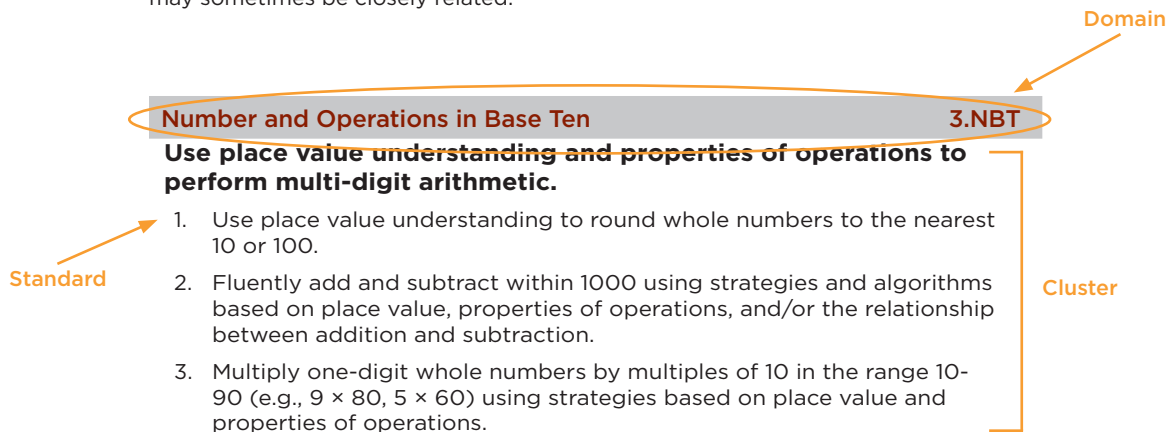 may sometimes be closely related.
Domain
Number and Operations in Base Ten 3.NBT
Use place value understanding and properties of operations to
perform multi-digit arithmetic.
1. Use place value understanding to round whole numbers to the nearest
10 or 100.
Standard
2. Fluently add and subtract within 1000 using strategies and algorithms
based on place value, properties of operations, and/or the relationship
between addition and subtraction.
Cluster
3. Multiply one-digit whole numbers by multiples of 10 in the range 10-
90 (e.g., 9 × 80, 5 × 60) using strategies based on place value and
properties of operations.